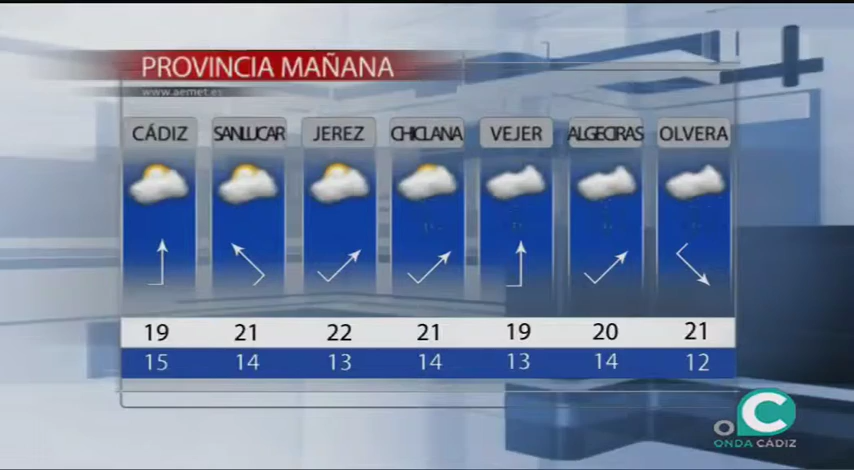 PROVINCIA MAÑANA
www.aemet.es
CÁDIZ SANLUCAR JEREZ CHICLANA VEJER ALGECIRAS OLVERA
19 21 22 21 19 20 21
15 14 13 14 13 14 12
OC
ONDA CÁDIZ